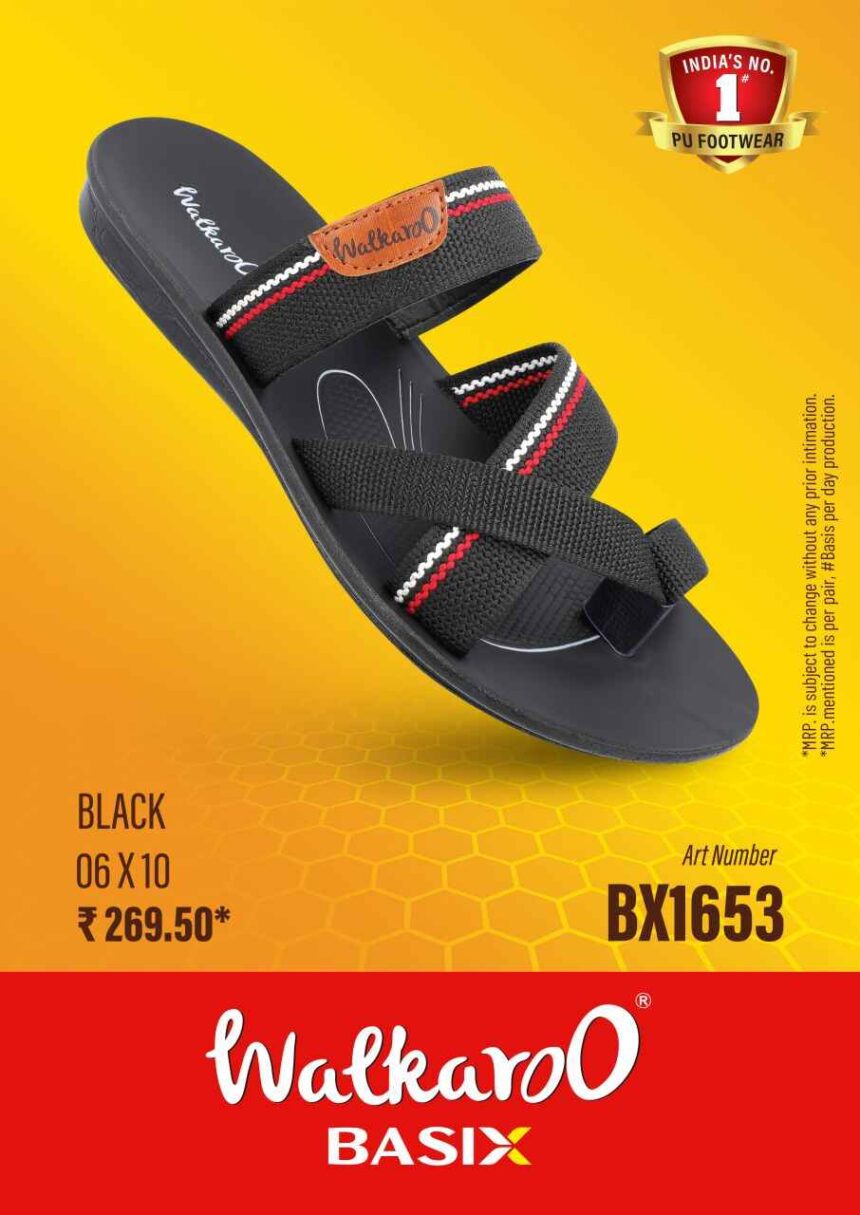 INDIA'S NO.
1#
PU FOOTWEAR
Walkaroo
Walkaroo
*MRP. is subject to change without any prior intimation.
*MRP.mentioned is per pair, #Basis per day production.
BLACK
06 X 10
₹ 269.50*
Art Number
BX1653
Walkaroo®
BASIX